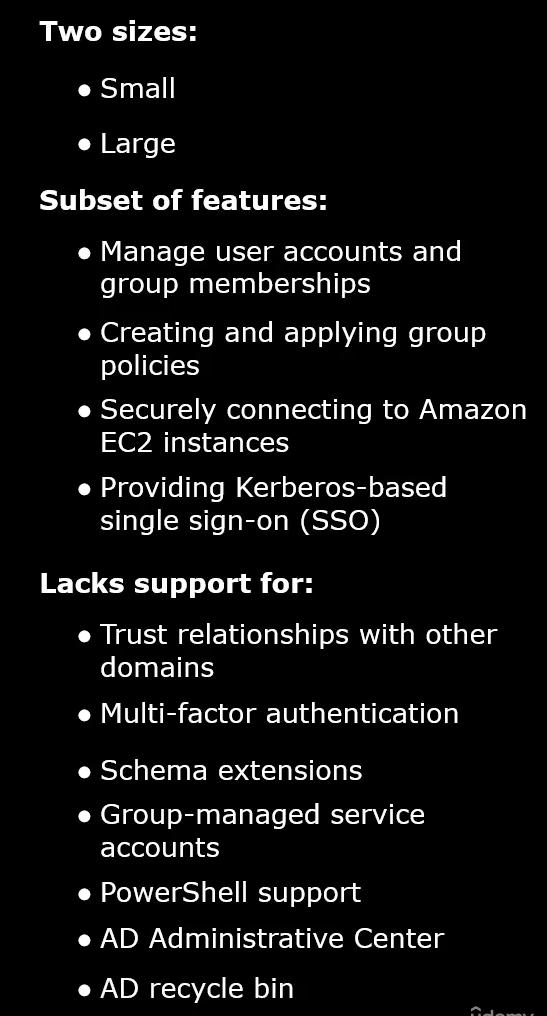 Two sizes:
● Small
● Large
Subset of features:
● Manage user accounts and
group memberships
● Creating and applying group
policies
● Securely connecting to Amazon
EC2 instances
● Providing Kerberos-based
single sign-on (SSO)
Lacks support for:
● Trust relationships with other
domains
● Multi-factor authentication
● Schema extensions
● Group-managed service
accounts
● PowerShell support
● AD Administrative Center
● AD recycle bin
ûdemy